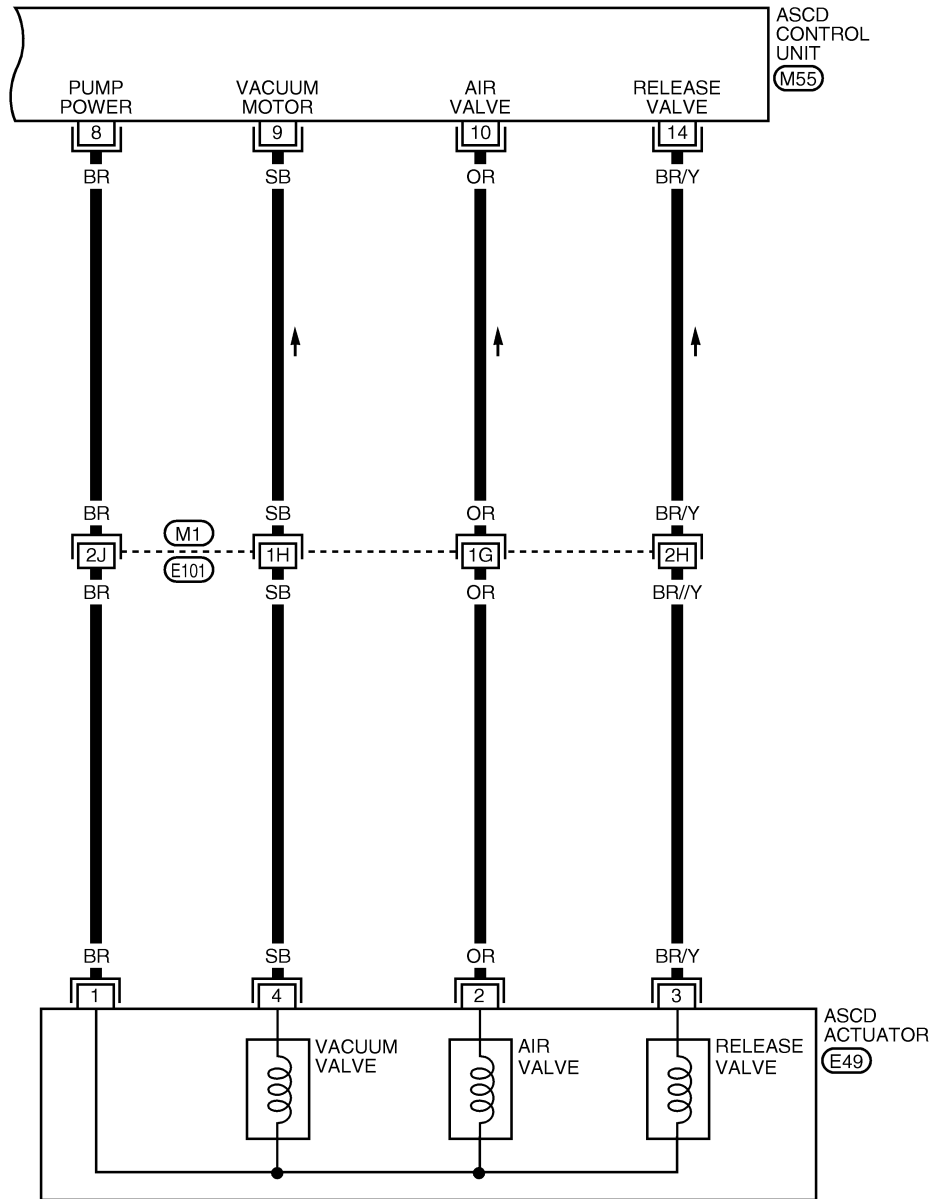 ASCD
CONTROL
UNIT
M55
PUMP
POWER
VACUUM
MOTOR
AIR
VALVE
RELEASE
VALVE
8 9 10 14
BR SB OR BR/Y
BR SB OR BR/Y
M1
2J 1H 1G 2H
E101
BR SB OR BR//Y
BR SB OR BR/Y
1 4 2 3
ASCD
ACTUATOR
E49
VACUUM
VALVE
AIR
VALVE
RELEASE
VALVE